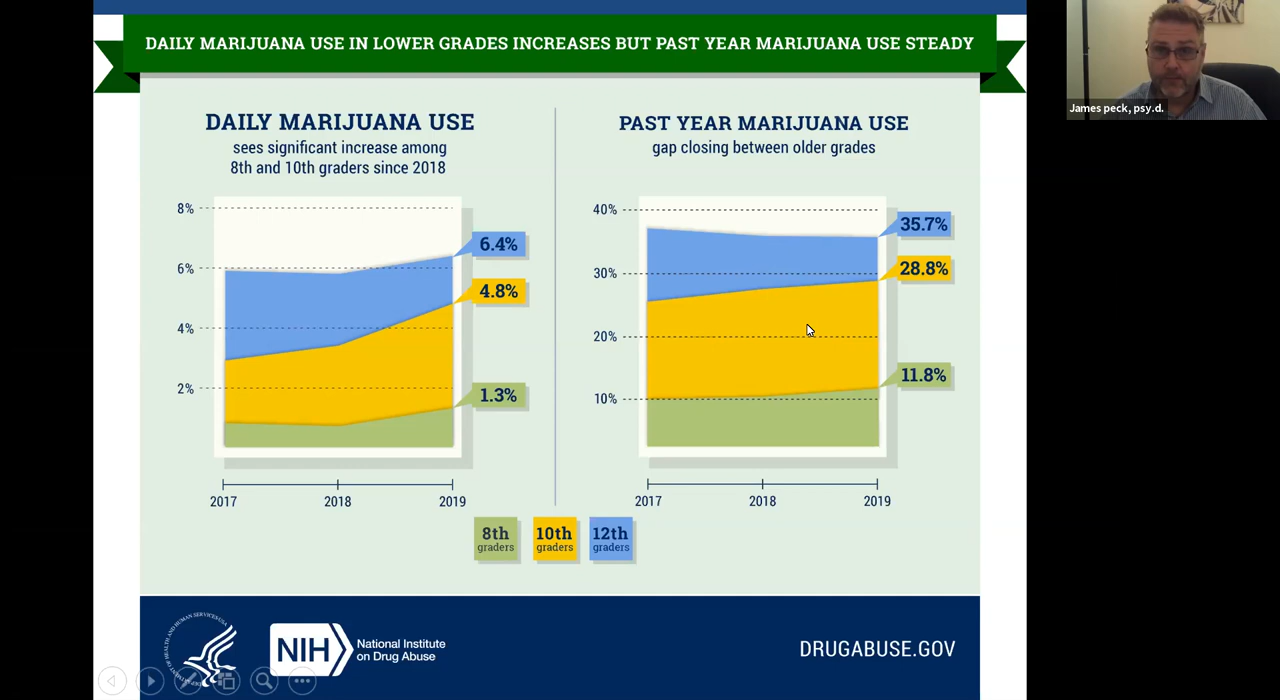 DAILY MARIJUANA USE IN LOWER GRADES INCREASES BUT PAST YEAR MARIJUANA USE STEADY
James peck, psy.d.
DAILY MARIJUANA USE
sees significant increase among
8th and 10th graders since 2018
8%
6%
4%
2%
6.4%
4.8%
1.3%
2017 2018 2019
PAST YEAR MARIJUANA USE
gap closing between older grades
40%
30%
20%
10%
35.7%
28.8%
11.8%
2017 2018 2019
8th
graders
10th
graders
12th
graders
NIH
National Institute
on Drug Abuse
DRUGABUSE.GOV